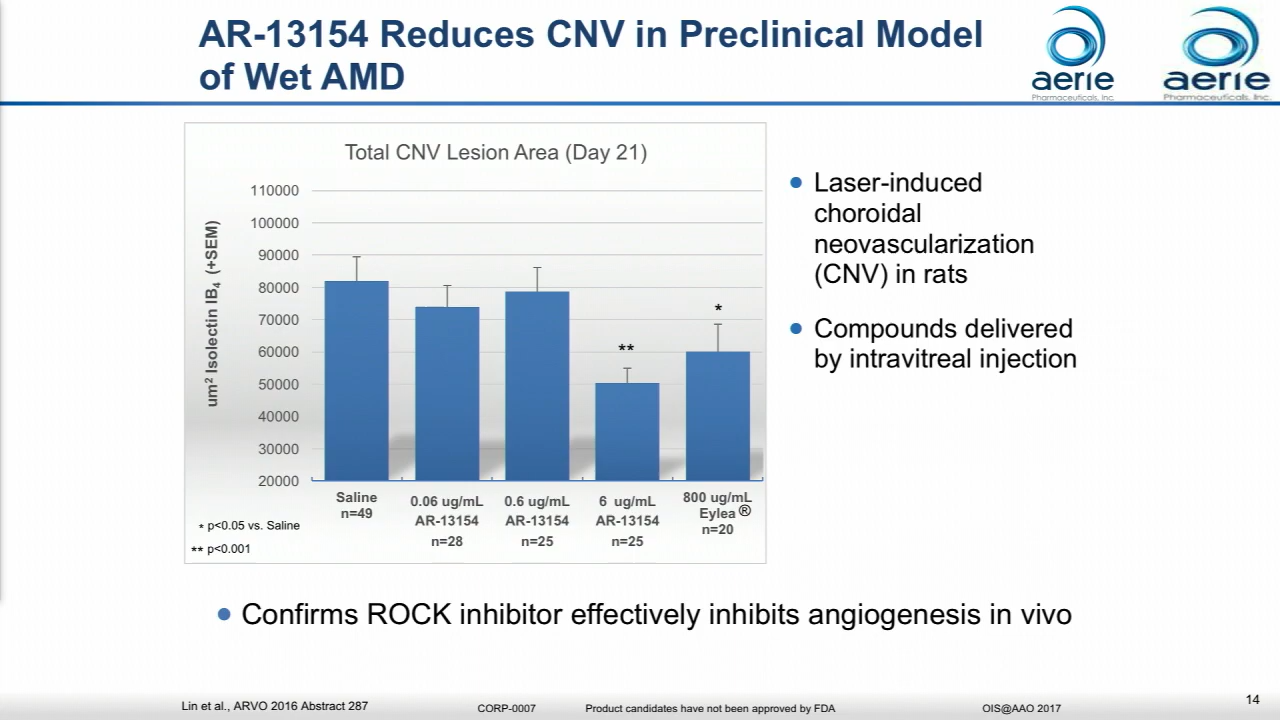 AR-13154 Reduces CNV in Preclinical Model
of Wet AMD
aerie
Pharmaceuticals, Inc.
aerie
Pharmaceuticals, Inc.
Total CNV Lesion Area (Day 21)
um² Isolectin IB₄ (+SEM)
110000
100000
90000
80000
70000
60000
50000
40000
30000
20000
**
*
Saline
n=49
0.06 ug/mL
AR-13154
n=28
0.6 ug/mL
AR-13154
n=25
6 ug/mL
AR-13154
n=25
800 ug/mL
Eylea ®
n=20
* p<0.05 vs. Saline
** p<0.001
• Laser-induced
choroidal
neovascularization
(CNV) in rats
• Compounds delivered
by intravitreal injection
• Confirms ROCK inhibitor effectively inhibits angiogenesis in vivo
Lin et al., ARVO 2016 Abstract 287
CORP-0007
Product candidates have not been approved by FDA
OIS@AAO 2017
14